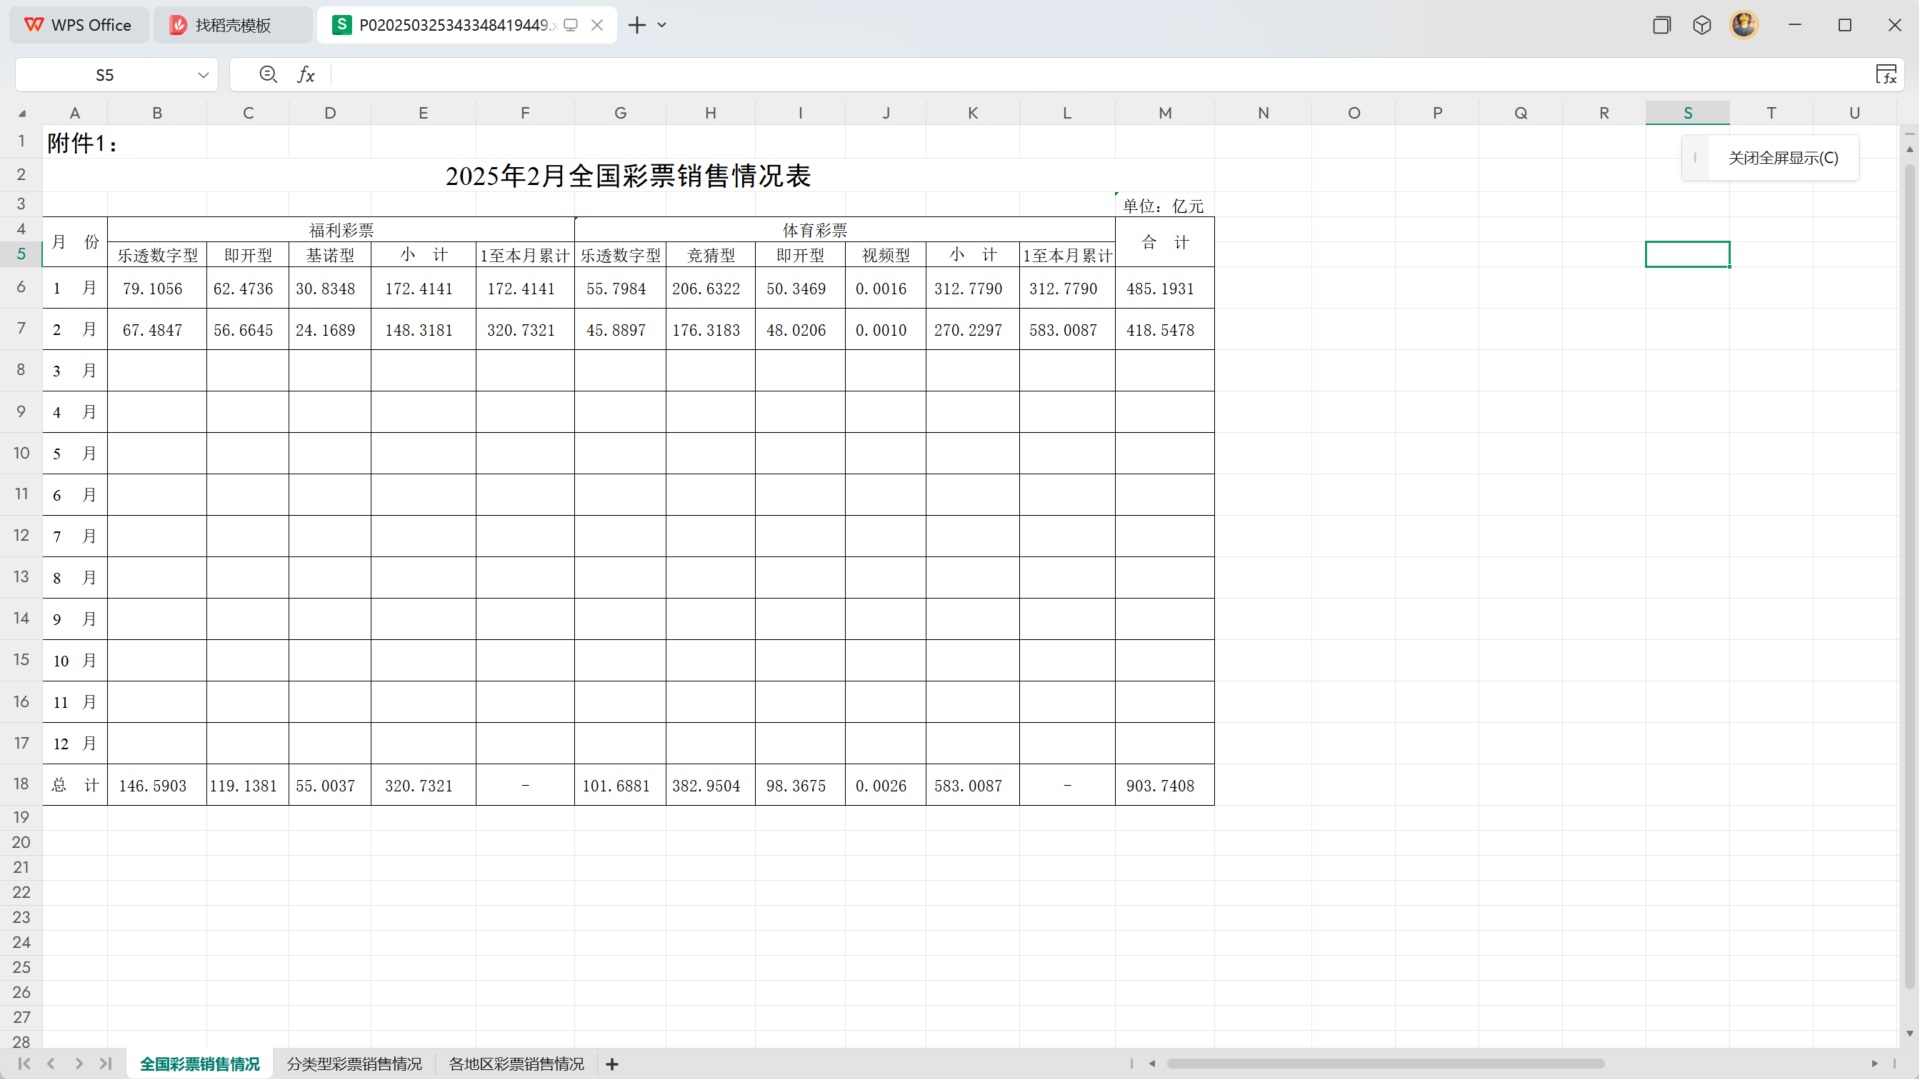 WPS Office 找稻壳模板 P020250325343348419449.x
S5 fx
A B C D E F G H I J K L M N O P Q R S T U
1 附件1：
关闭全屏显示(C)
2 2025年2月全国彩票销售情况表
3 单位：亿元
4 月 份 福利彩票 体育彩票 合 计
5 乐透数字型 即开型 基诺型 小 计 1至本月累计 乐透数字型 竞猜型 即开型 视频型 小 计 1至本月累计
6 1 月 79.1056 62.4736 30.8348 172.4141 172.4141 55.7984 206.6322 50.3469 0.0016 312.7790 312.7790 485.1931
7 2 月 67.4847 56.6645 24.1689 148.3181 320.7321 45.8897 176.3183 48.0206 0.0010 270.2297 583.0087 418.5478
8 3 月
9 4 月
10 5 月
11 6 月
12 7 月
13 8 月
14 9 月
15 10 月
16 11 月
17 12 月
18 总 计 146.5903 119.1381 55.0037 320.7321 － 101.6881 382.9504 98.3675 0.0026 583.0087 － 903.7408
19
20
21
22
23
24
25
26
27
28
全国彩票销售情况 分类型彩票销售情况 各地区彩票销售情况